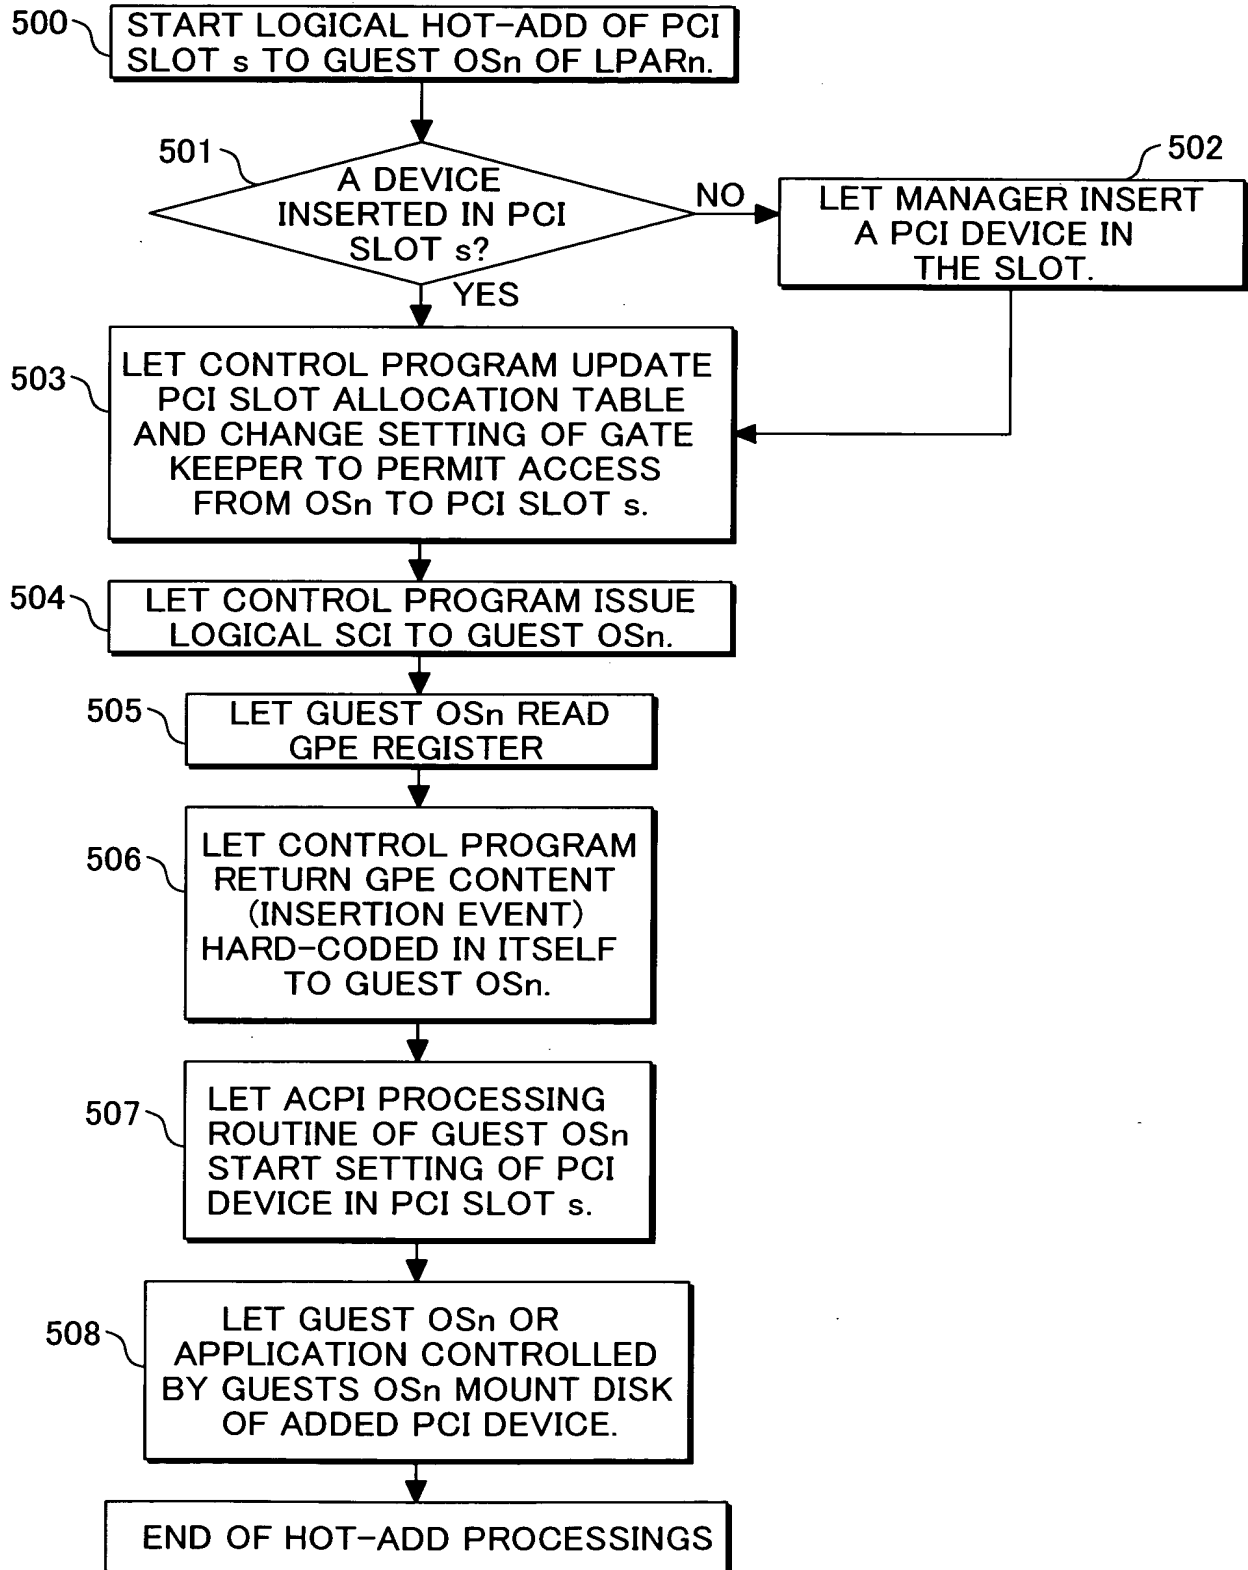 500
START LOGICAL HOT-ADD OF PCI
SLOT s TO GUEST OSn OF LPARn.
501
A DEVICE
INSERTED IN PCI
SLOT s?
NO
502
LET MANAGER INSERT
A PCI DEVICE IN
THE SLOT.
YES
503
LET CONTROL PROGRAM UPDATE
PCI SLOT ALLOCATION TABLE
AND CHANGE SETTING OF GATE
KEEPER TO PERMIT ACCESS
FROM OSn TO PCI SLOT s.
504
LET CONTROL PROGRAM ISSUE
LOGICAL SCI TO GUEST OSn.
505
LET GUEST OSn READ
GPE REGISTER
506
LET CONTROL PROGRAM
RETURN GPE CONTENT
(INSERTION EVENT)
HARD-CODED IN ITSELF
TO GUEST OSn.
507
LET ACPI PROCESSING
ROUTINE OF GUEST OSn
START SETTING OF PCI
DEVICE IN PCI SLOT s.
508
LET GUEST OSn OR
APPLICATION CONTROLLED
BY GUESTS OSn MOUNT DISK
OF ADDED PCI DEVICE.
END OF HOT-ADD PROCESSINGS